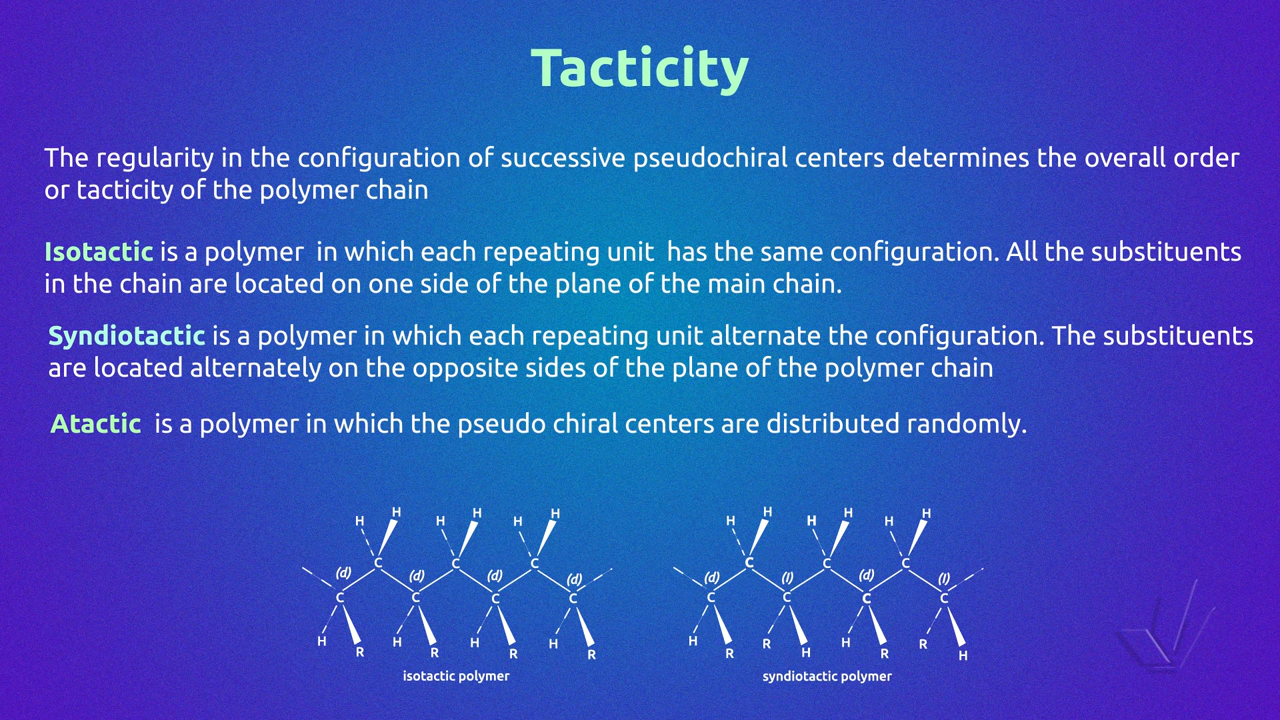 Tacticity
The regularity in the configuration of successive pseudochiral centers determines the overall order
or tacticity of the polymer chain
Isotactic is a polymer in which each repeating unit has the same configuration. All the substituents
in the chain are located on one side of the plane of the main chain.
Syndiotactic is a polymer in which each repeating unit alternate the configuration. The substituents
are located alternately on the opposite sides of the plane of the polymer chain
Atactic is a polymer in which the pseudo chiral centers are distributed randomly.
H H H H H H
C C C
(d) (d) (d) (d)
C C C C
H R H R H R H R
isotactic polymer
H H H H H H
C C C
(d) (l) (d) (l)
C C C C
H R R H H R R H
syndiotactic polymer